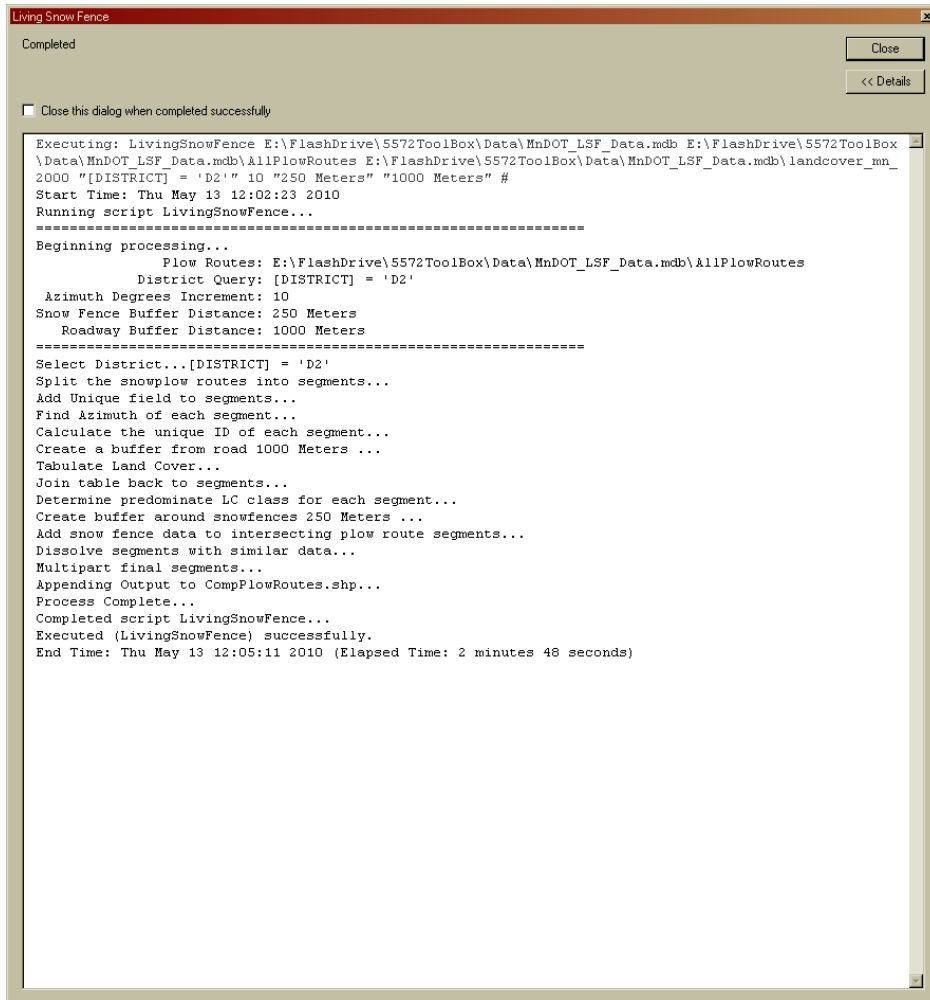 Living Snow Fence
Completed
Close
<< Details
Close this dialog when completed successfully
Executing: LivingSnowFence E:\FlashDrive\5572ToolBox\Data\MnDOT_LSF_Data.mdb E:\FlashDrive\5572ToolBox
\Data\MnDOT_LSF_Data.mdb\AllPlowRoutes E:\FlashDrive\5572ToolBox\Data\MnDOT_LSF_Data.mdb\landcover_mn_
2000 "[DISTRICT] = 'D2'" 10 "250 Meters" "1000 Meters" #
Start Time: Thu May 13 12:02:23 2010
Running script LivingSnowFence...
=================================================================
Beginning processing...
Plow Routes: E:\FlashDrive\5572ToolBox\Data\MnDOT_LSF_Data.mdb\AllPlowRoutes
District Query: [DISTRICT] = 'D2'
Azimuth Degrees Increment: 10
Snow Fence Buffer Distance: 250 Meters
Roadway Buffer Distance: 1000 Meters
=================================================================
Select District...[DISTRICT] = 'D2'
Split the snowplow routes into segments...
Add Unique field to segments...
Find Azimuth of each segment...
Calculate the unique ID of each segment...
Create a buffer from road 1000 Meters ...
Tabulate Land Cover...
Join table back to segments...
Determine predominate LC class for each segment...
Create buffer around snowfences 250 Meters ...
Add snow fence data to intersecting plow route segments...
Dissolve segments with similar data...
Multipart final segments...
Appending Output to CompPlowRoutes.shp...
Process Complete...
Completed script LivingSnowFence...
Executed (LivingSnowFence) successfully.
End Time: Thu May 13 12:05:11 2010 (Elapsed Time: 2 minutes 48 seconds)